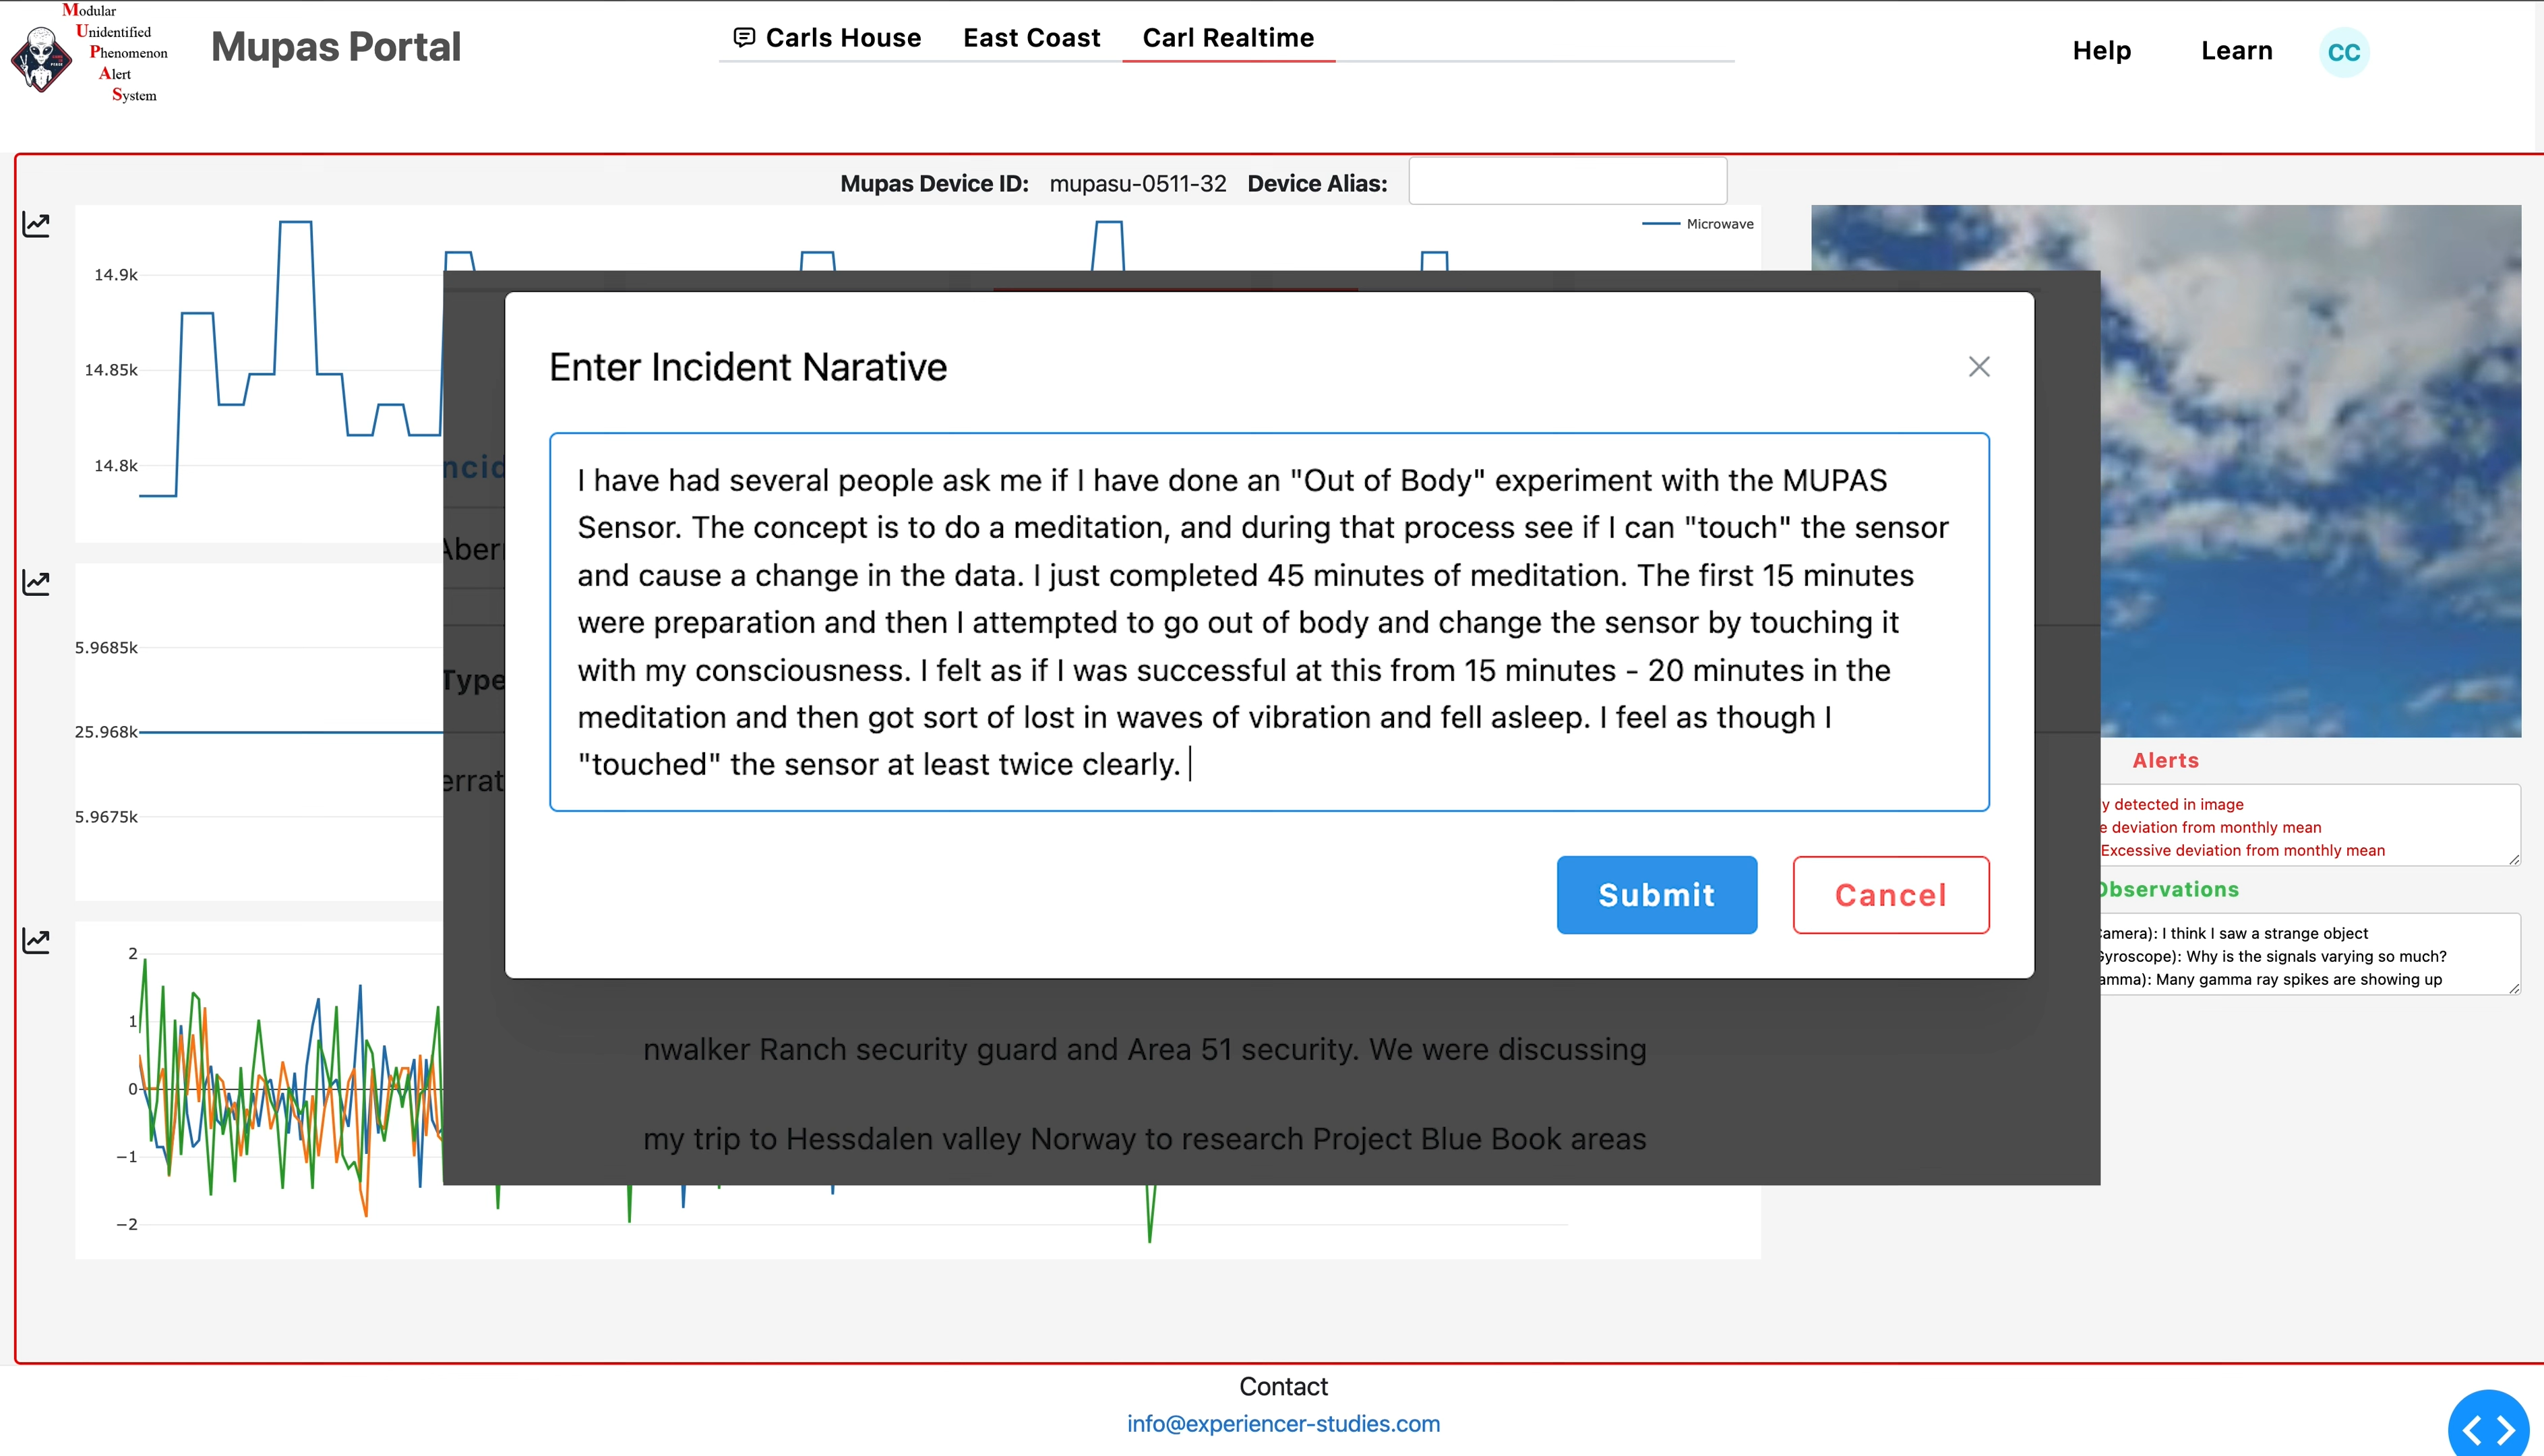 Modular
Unidentified
Phenomenon
Alert
System
Mupas Portal
Carls House
East Coast
Carl Realtime
Help
Learn
CC
Mupas Device ID: mupasu-0511-32 Device Alias:
Microwave
14.9k
14.85k
14.8k
5.9685k
25.968k
5.9675k
2
1
0
−1
−2
Type
Enter Incident Narative
I have had several people ask me if I have done an "Out of Body" experiment with the MUPAS
Sensor. The concept is to do a meditation, and during that process see if I can "touch" the sensor
and cause a change in the data. I just completed 45 minutes of meditation. The first 15 minutes
were preparation and then I attempted to go out of body and change the sensor by touching it
with my consciousness. I felt as if I was successful at this from 15 minutes - 20 minutes in the
meditation and then got sort of lost in waves of vibration and fell asleep. I feel as though I
"touched" the sensor at least twice clearly.
Submit
Cancel
nwalker Ranch security guard and Area 51 security. We were discussing
my trip to Hessdalen valley Norway to research Project Blue Book areas
Alerts
y detected in image
e deviation from monthly mean
Excessive deviation from monthly mean
Observations
amera): I think I saw a strange object
Gyroscope): Why is the signals varying so much?
amma): Many gamma ray spikes are showing up
Contact
info@experiencer-studies.com